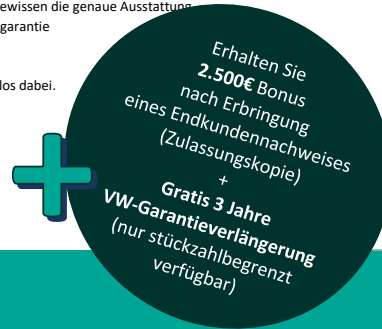 ewissen die genaue Ausstattung
garantie
los dabei.
Erhalten Sie
2.500€ Bonus
nach Erbringung
eines Endkundennachweises
(Zulassungskopie)
+
Gratis 3 Jahre
VW-Garantieverlängerung
(nur stückzahlbegrenzt
verfügbar)